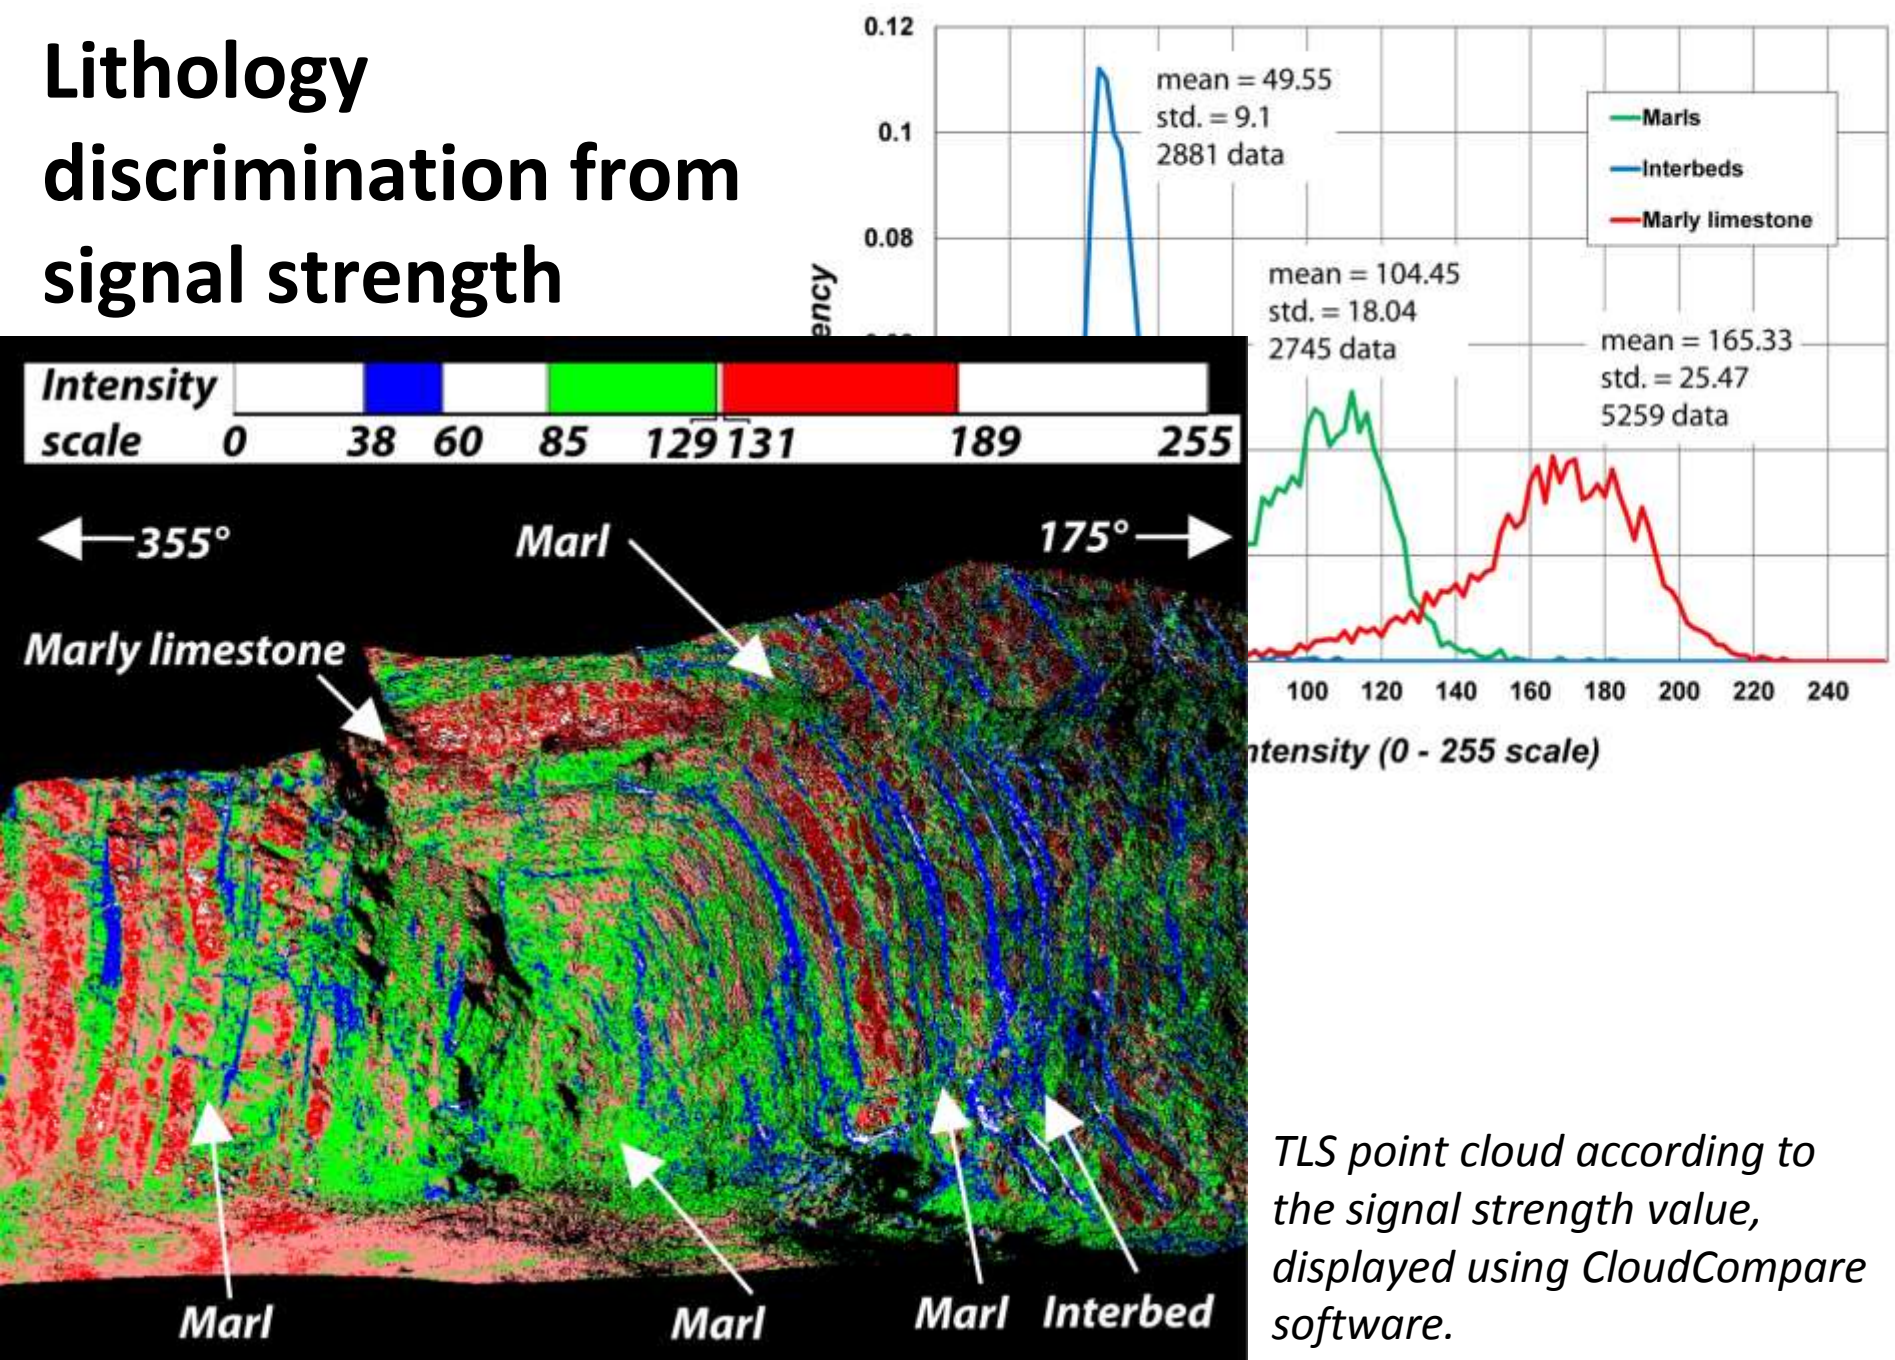 Lithology
discrimination from
signal strength
0.12
0.1
0.08
mean = 49.55
std. = 9.1
2881 data
Marls
Interbeds
Marly limestone
mean = 104.45
std. = 18.04
2745 data
mean = 165.33
std. = 25.47
5259 data
100 120 140 160 180 200 220 240
(0 - 255 scale)
Intensity
scale 0 38 60 85 129 131 189 255
355°
Marl
175°
Marly limestone
Marl
Marl
Marl
Interbed
TLS point cloud according to
the signal strength value,
displayed using CloudCompare
software.